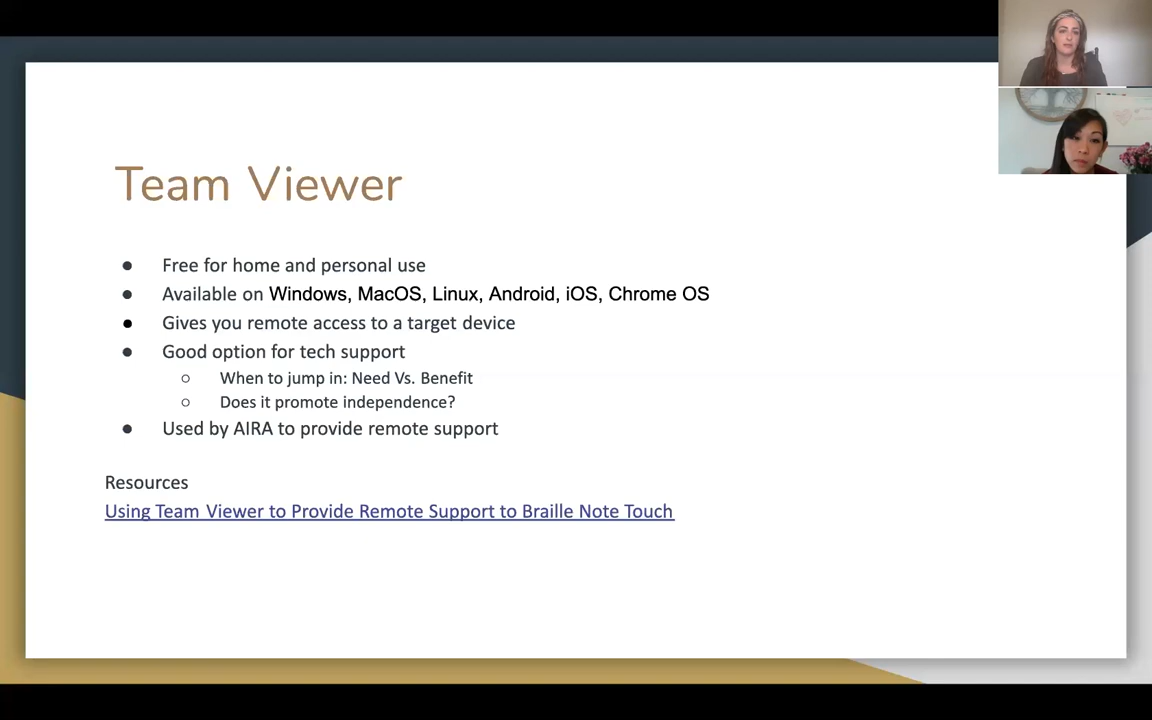 Team Viewer
● Free for home and personal use
● Available on Windows, MacOS, Linux, Android, iOS, Chrome OS
● Gives you remote access to a target device
● Good option for tech support
○ When to jump in: Need Vs. Benefit
○ Does it promote independence?
● Used by AIRA to provide remote support
Resources
Using Team Viewer to Provide Remote Support to Braille Note Touch